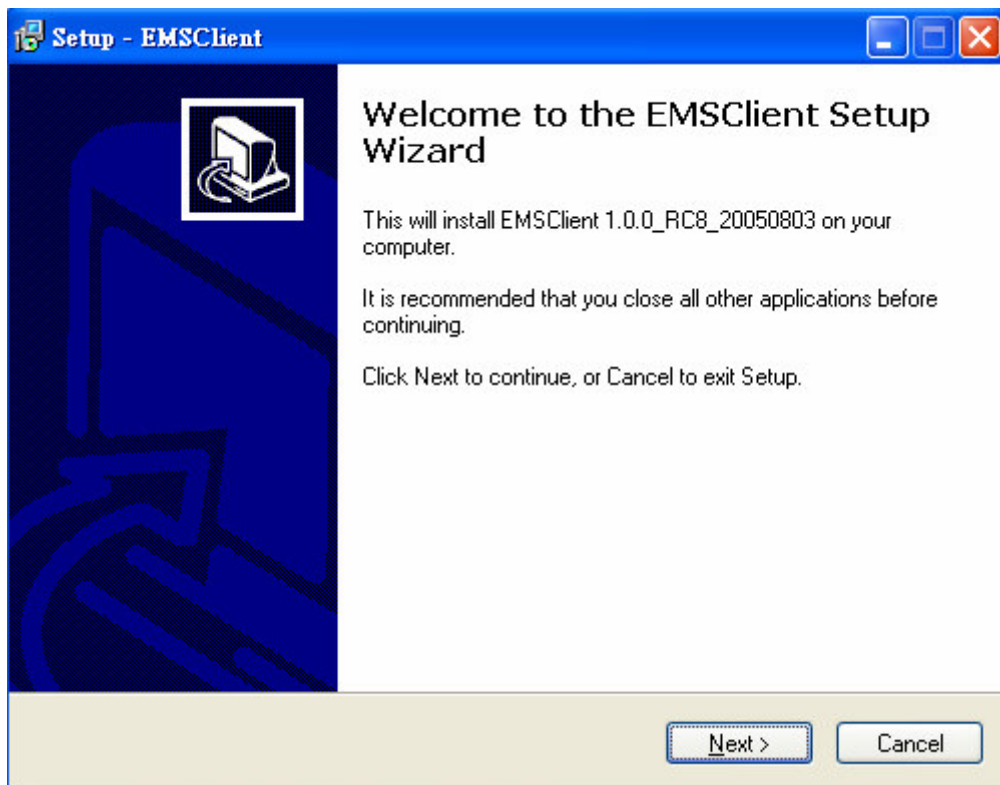 Setup - EMSClient
Welcome to the EMSClient Setup
Wizard
This will install EMSClient 1.0.0_RC8_20050803 on your
computer.
It is recommended that you close all other applications before
continuing.
Click Next to continue, or Cancel to exit Setup.
Next >
Cancel